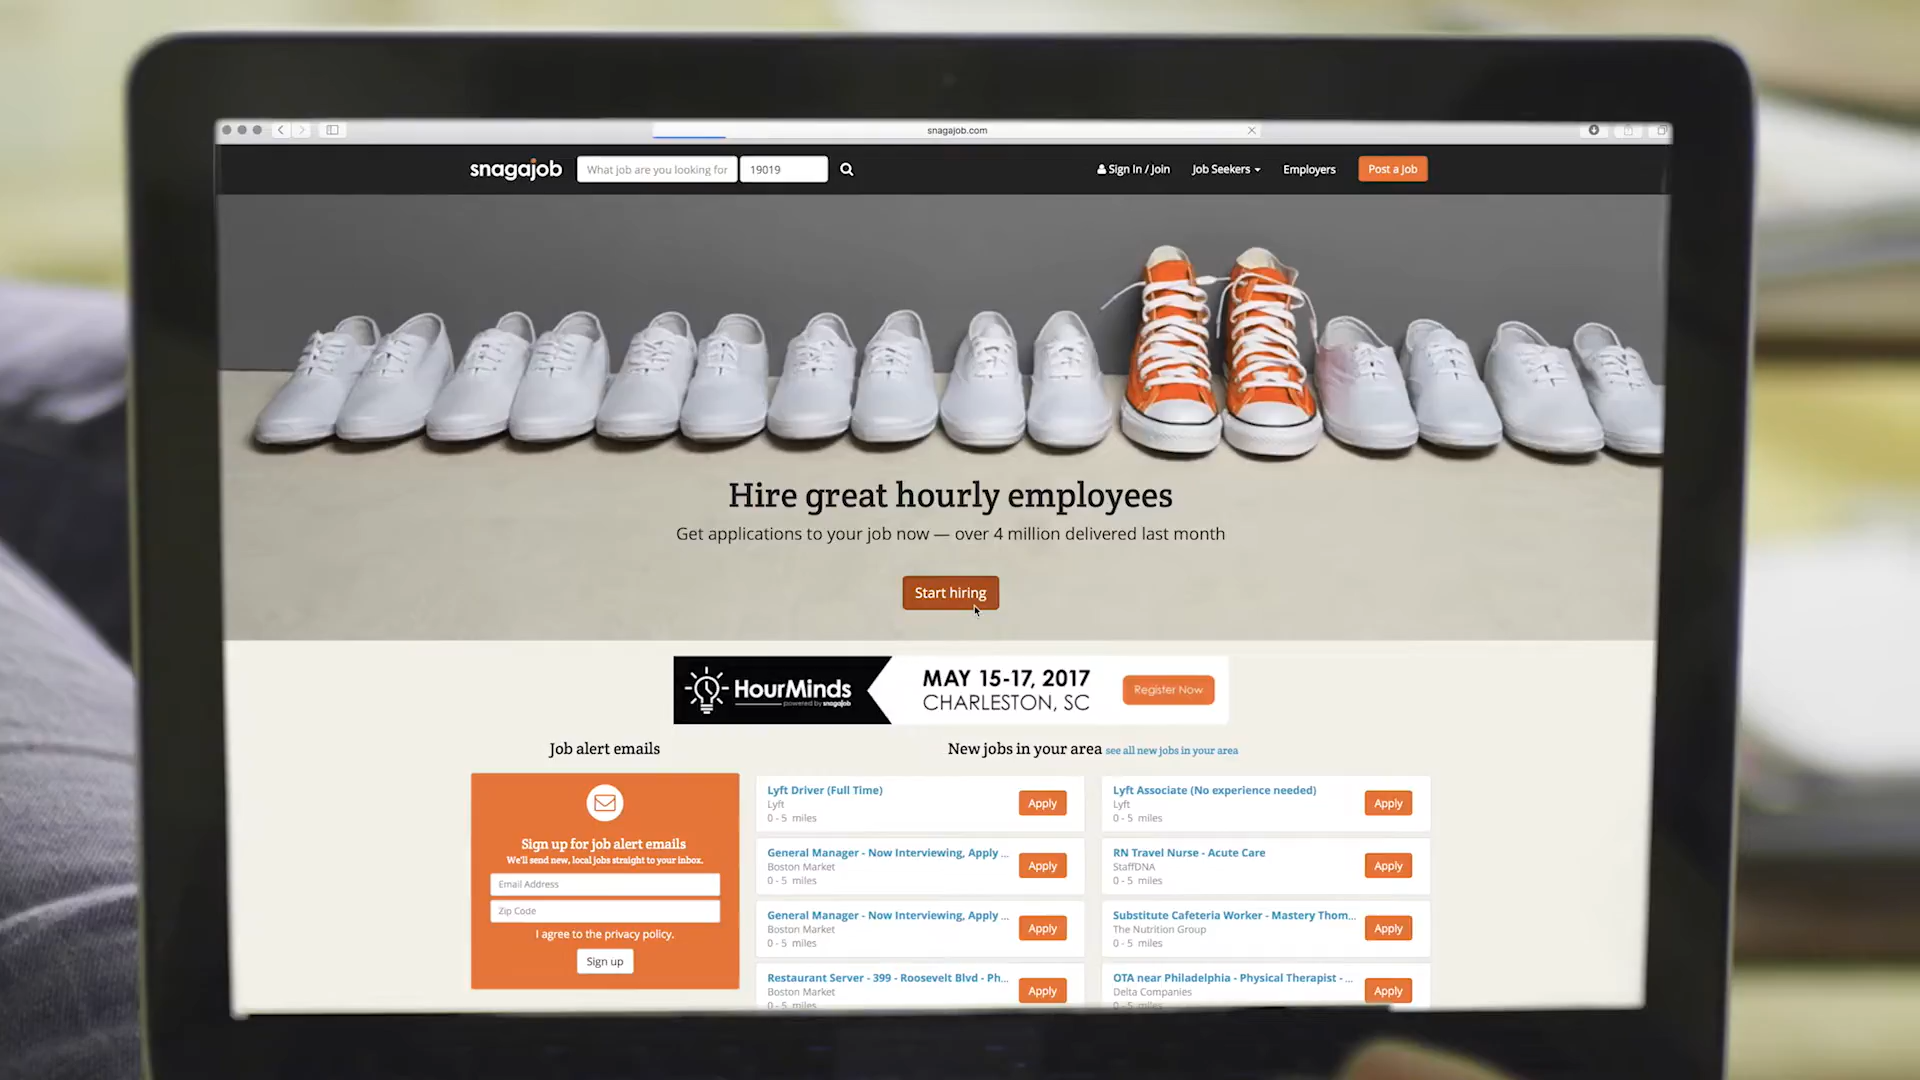 snagajob.com
snagajob What job are you looking for 19019 Sign In / Join Job Seekers Employers Post a Job
Hire great hourly employees
Get applications to your job now — over 4 million delivered last month
Start hiring
HourMinds
powered by snagajob
MAY 15-17, 2017
CHARLESTON, SC
Register Now
Job alert emails
Sign up for job alert emails
We'll send new, local jobs straight to your inbox.
Email Address
Zip Code
I agree to the privacy policy.
Sign up
New jobs in your area see all new jobs in your area
Lyft Driver (Full Time)
Lyft
0 - 5 miles
Apply
Lyft Associate (No experience needed)
Lyft
0 - 5 miles
Apply
General Manager - Now Interviewing, Apply ...
Boston Market
0 - 5 miles
Apply
RN Travel Nurse - Acute Care
StaffDNA
0 - 5 miles
Apply
General Manager - Now Interviewing, Apply ...
Boston Market
0 - 5 miles
Apply
Substitute Cafeteria Worker - Mastery Thom...
The Nutrition Group
0 - 5 miles
Apply
Restaurant Server - 399 - Roosevelt Blvd - Ph...
Boston Market
0 - 5 miles
Apply
OTA near Philadelphia - Physical Therapist - ...
Delta Companies
0 - 5 miles
Apply